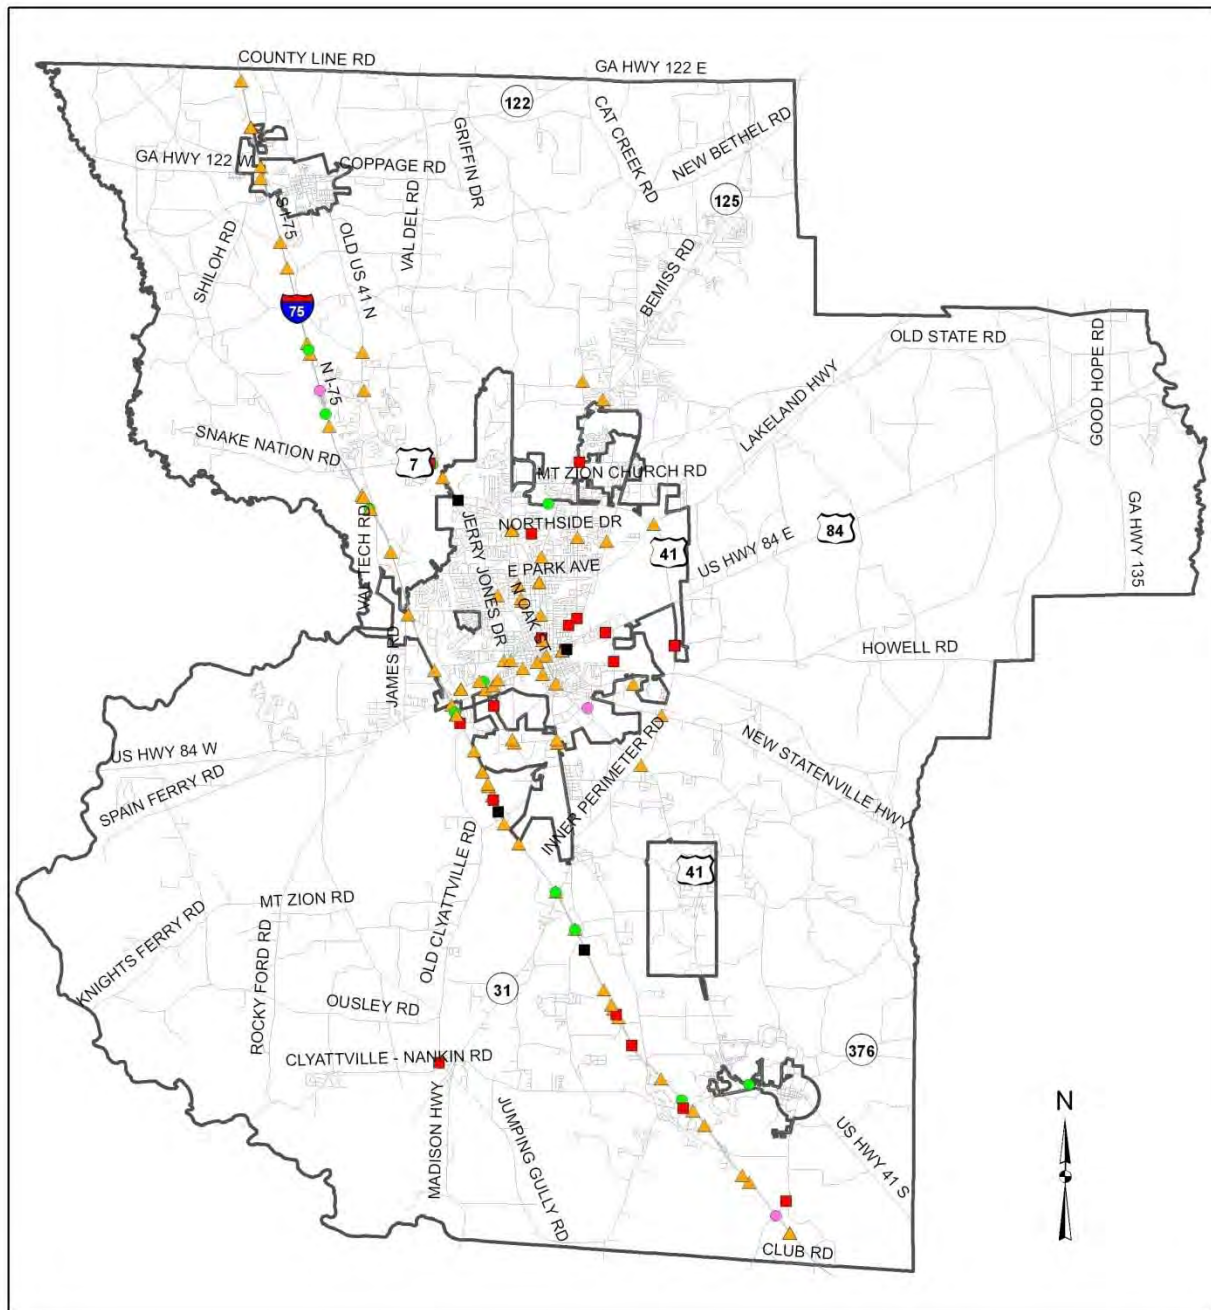 COUNTY LINE RD
GA HWY 122 E
122
CAT CREEK RD
NEW BETHEL RD
GRIFFIN DR
GA HWY 122 W
COPPAGE RD
125
S I-75
VAL DEL RD
OLD US 41 N
SHILOH RD
BEMISS RD
75
OLD STATE RD
GOOD HOPE RD
N I-75
LAKELAND HWY
SNAKE NATION RD
7
MT ZION CHURCH RD
NORTHSIDE DR
JERRY JONES DR
41
84
US HWY 84 E
GA HWY 135
VAL TECH RD
E PARK AVE
N OAK ST
JAMES RD
HOWELL RD
US HWY 84 W
SPAIN FERRY RD
INNER PERIMETER RD
NEW STATENVILLE HWY
OLD CLYATTVILLE RD
41
MT ZION RD
KNIGHTS FERRY RD
ROCKY FORD RD
31
OUSLEY RD
CLYATTVILLE - NANKIN RD
376
MADISON HWY
JUMPING GULLY RD
US HWY 41 S
N
CLUB RD